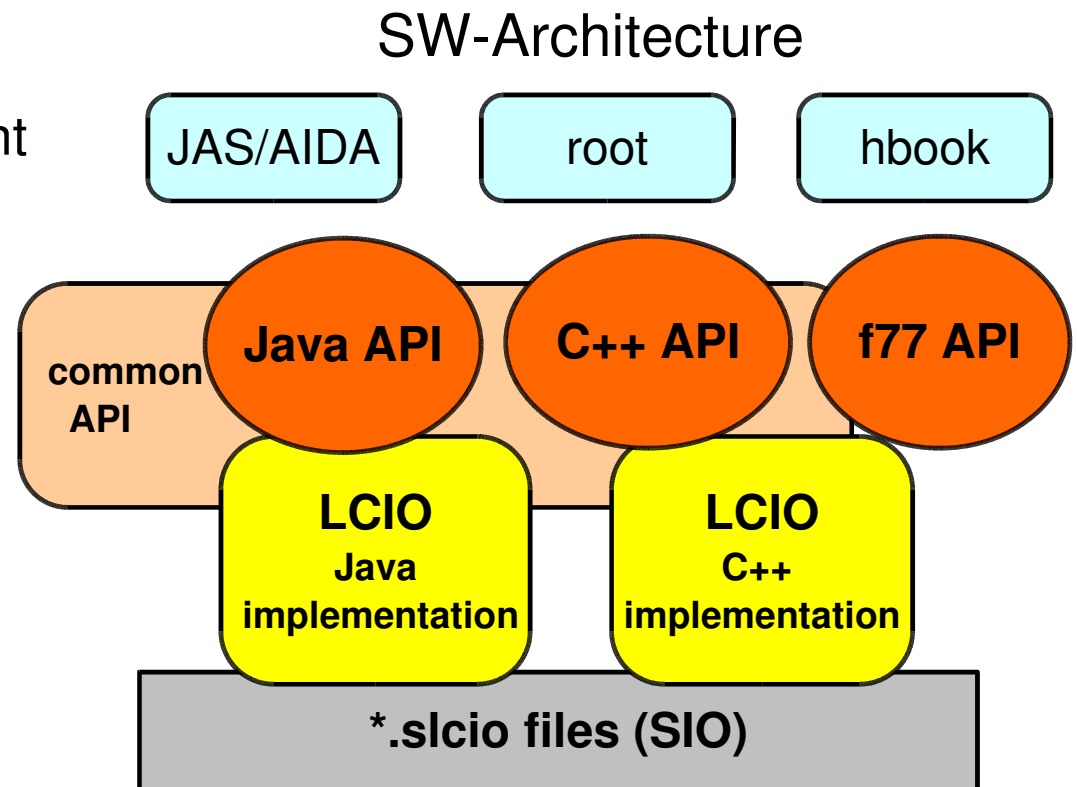 SW-Architecture
nt
JAS/AIDA
root
hbook
Java API
C++ API
f77 API
common
API
LCIO
Java
implementation
LCIO
C++
implementation
*.slcio files (SIO)